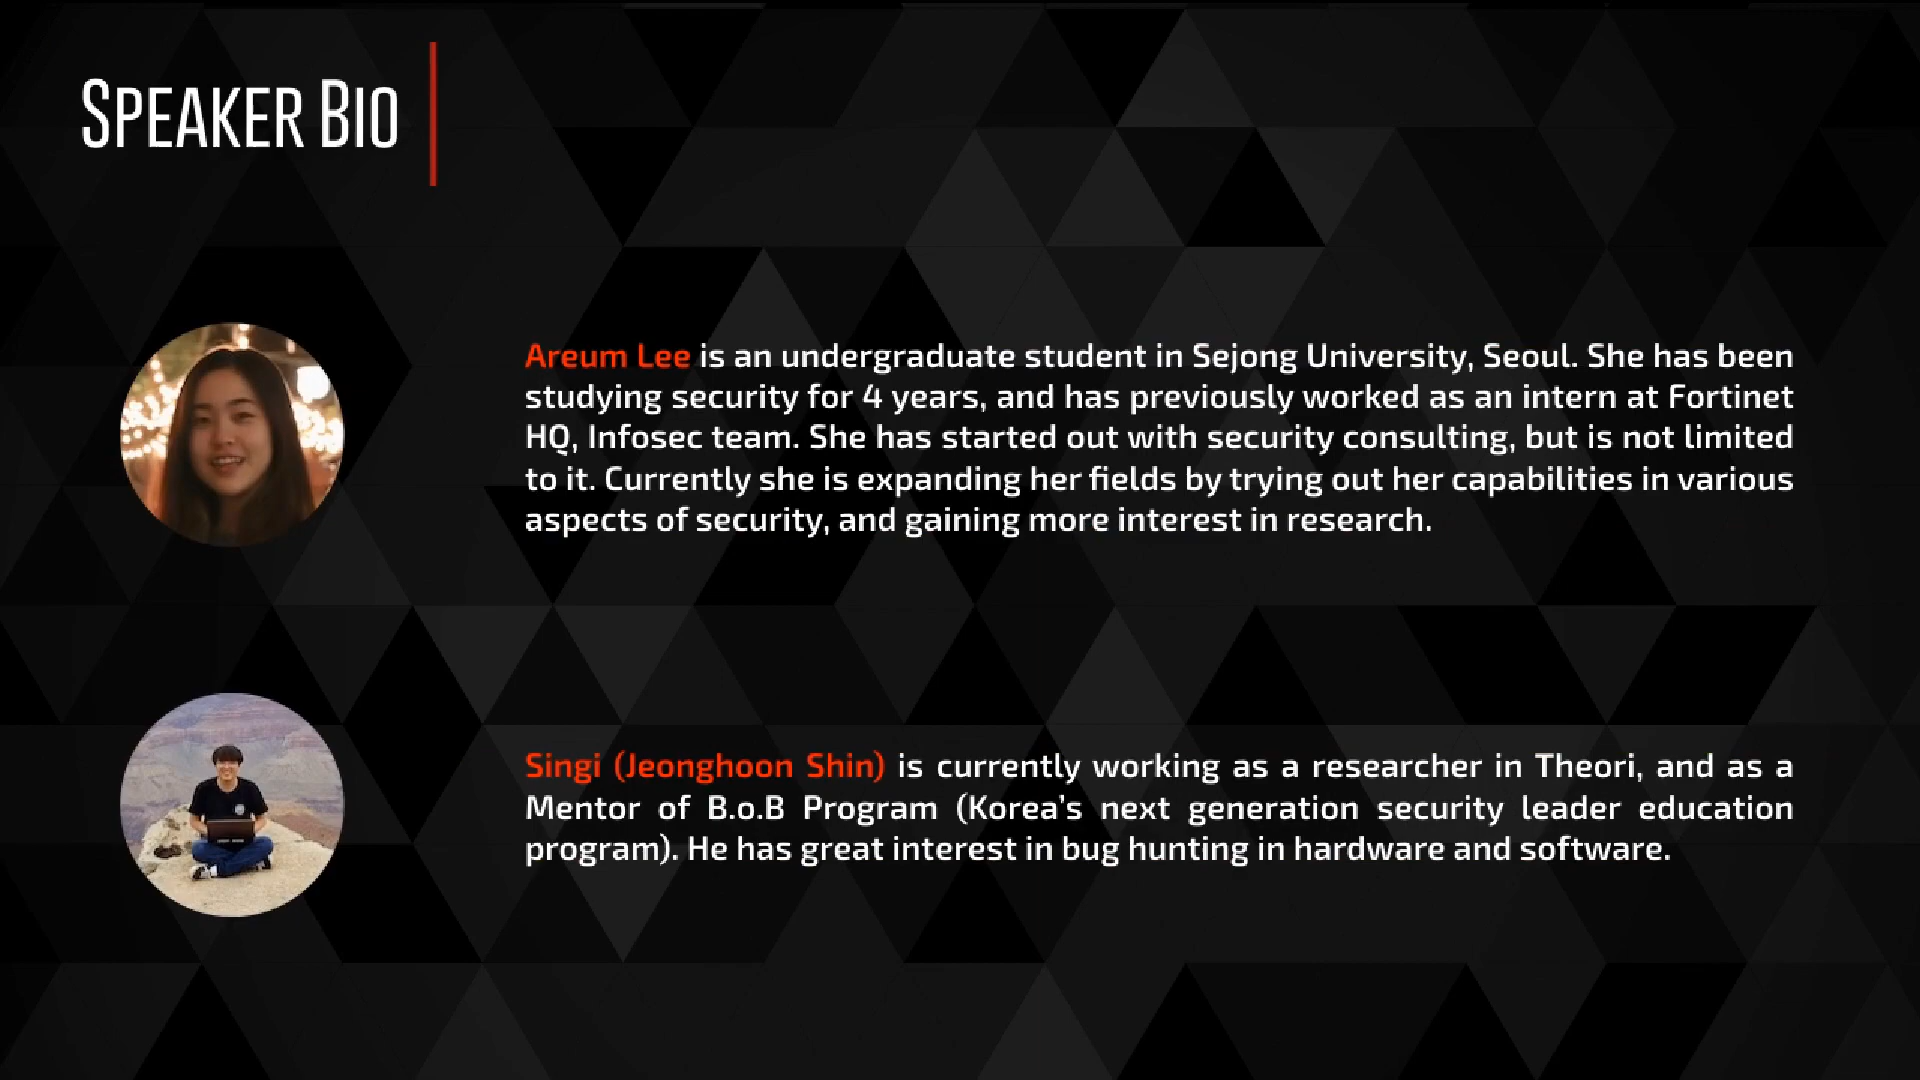 SPEAKER BIO
Areum Lee is an undergraduate student in Sejong University, Seoul. She has been
studying security for 4 years, and has previously worked as an intern at Fortinet
HQ, Infosec team. She has started out with security consulting, but is not limited
to it. Currently she is expanding her fields by trying out her capabilities in various
aspects of security, and gaining more interest in research.
Singi (Jeonghoon Shin) is currently working as a researcher in Theori, and as a
Mentor of B.o.B Program (Korea’s next generation security leader education
program). He has great interest in bug hunting in hardware and software.